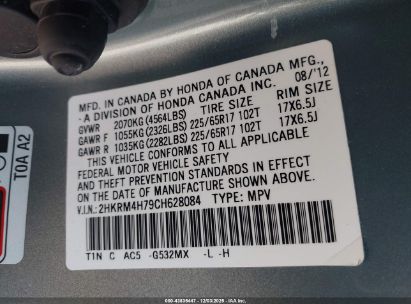 MFD. IN CANADA BY HONDA OF CANADA MFG.,
- A DIVISION OF HONDA CANADA INC. 08/'12
GVWR 2070KG (4564LBS) TIRE SIZE RIM SIZE
GAWR F 1055KG (2326LBS) 225/65R17 102T 17X6.5J
GAWR R 1035KG (2282LBS) 225/65R17 102T 17X6.5J
THIS VEHICLE CONFORMS TO ALL APPLICABLE
FEDERAL MOTOR VEHICLE SAFETY
AND THEFT PREVENTION STANDARDS IN EFFECT
ON THE DATE OF MANUFACTURE SHOWN ABOVE.
V.I.N.: 2HKRM4H79CH628084 TYPE: MPV
T1N C AC5 -G532MX -L -H
T0A A2